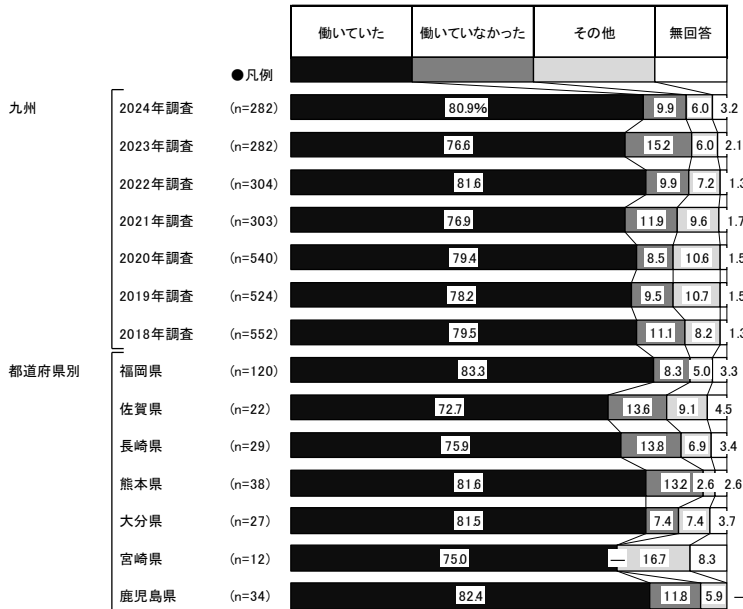 働いていた 働いていなかった その他 無回答
●凡例
九州 2024年調査 (n=282) 80.9% 9.9 6.0 3.2
2023年調査 (n=282) 76.6 15.2 6.0 2.1
2022年調査 (n=304) 81.6 9.9 7.2 1.3
2021年調査 (n=303) 76.9 11.9 9.6 1.7
2020年調査 (n=540) 79.4 8.5 10.6 1.5
2019年調査 (n=524) 78.2 9.5 10.7 1.5
2018年調査 (n=552) 79.5 11.1 8.2 1.3
都道府県別 福岡県 (n=120) 83.3 8.3 5.0 3.3
佐賀県 (n=22) 72.7 13.6 9.1 4.5
長崎県 (n=29) 75.9 13.8 6.9 3.4
熊本県 (n=38) 81.6 13.2 2.6 2.6
大分県 (n=27) 81.5 7.4 7.4 3.7
宮崎県 (n=12) 75.0 — 16.7 8.3
鹿児島県 (n=34) 82.4 11.8 5.9 —